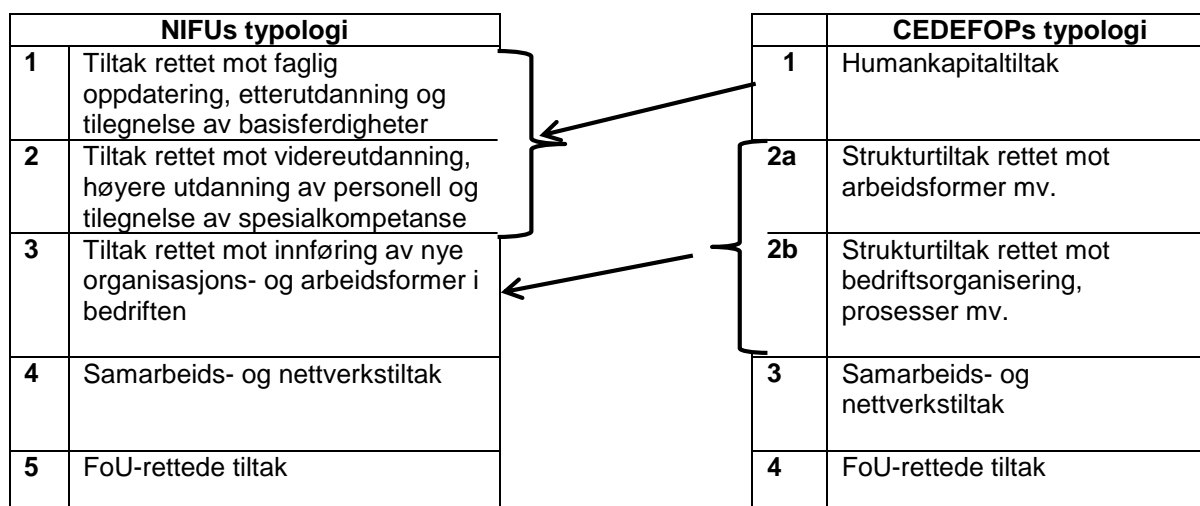 NIFUs typologi
1 Tiltak rettet mot faglig
oppdatering, etterutdanning og
tilegnelse av basisferdigheter
2 Tiltak rettet mot videreutdanning,
høyere utdanning av personell og
tilegnelse av spesialkompetanse
3 Tiltak rettet mot innføring av nye
organisasjons- og arbeidsformer i
bedriften
4 Samarbeids- og nettverkstiltak
5 FoU-rettede tiltak
CEDEFOPs typologi
1 Humankapitaltiltak
2a Strukturtiltak rettet mot
arbeidsformer mv.
2b Strukturtiltak rettet mot
bedriftsorganisering,
prosesser mv.
3 Samarbeids- og
nettverkstiltak
4 FoU-rettede tiltak